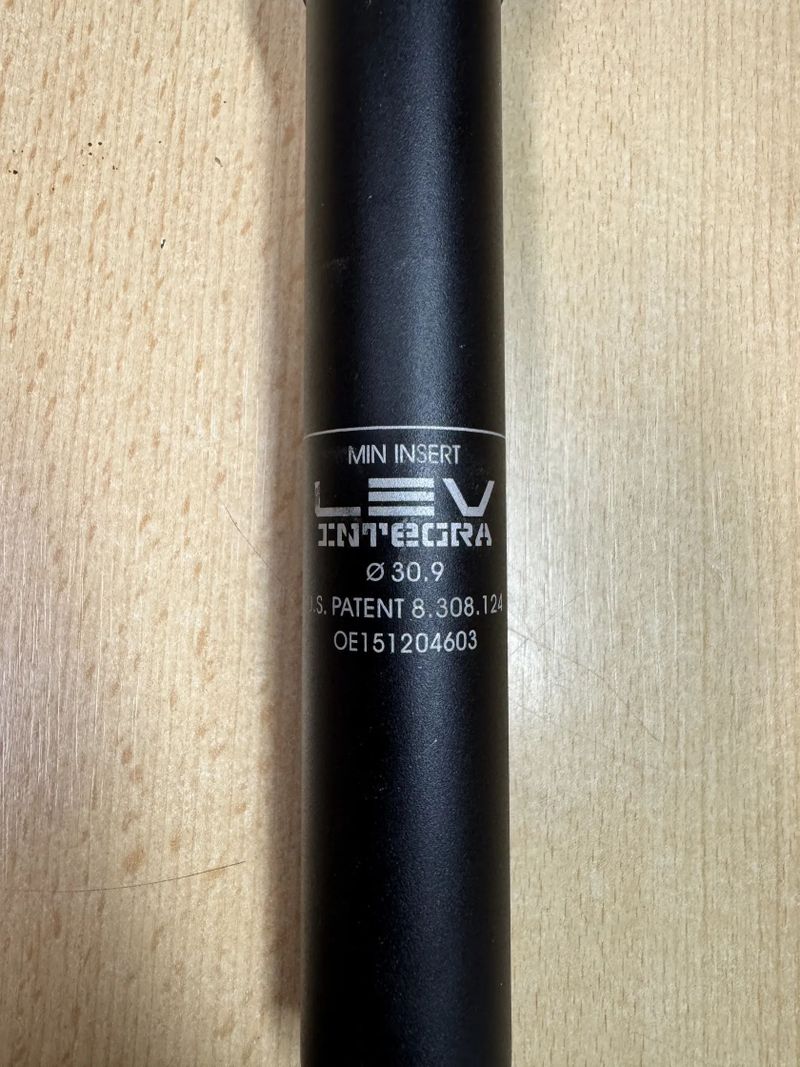 MIN INSERT
LEV
INTEGRA
Ø 30.9
U.S. PATENT 8.308.124
OE151204603